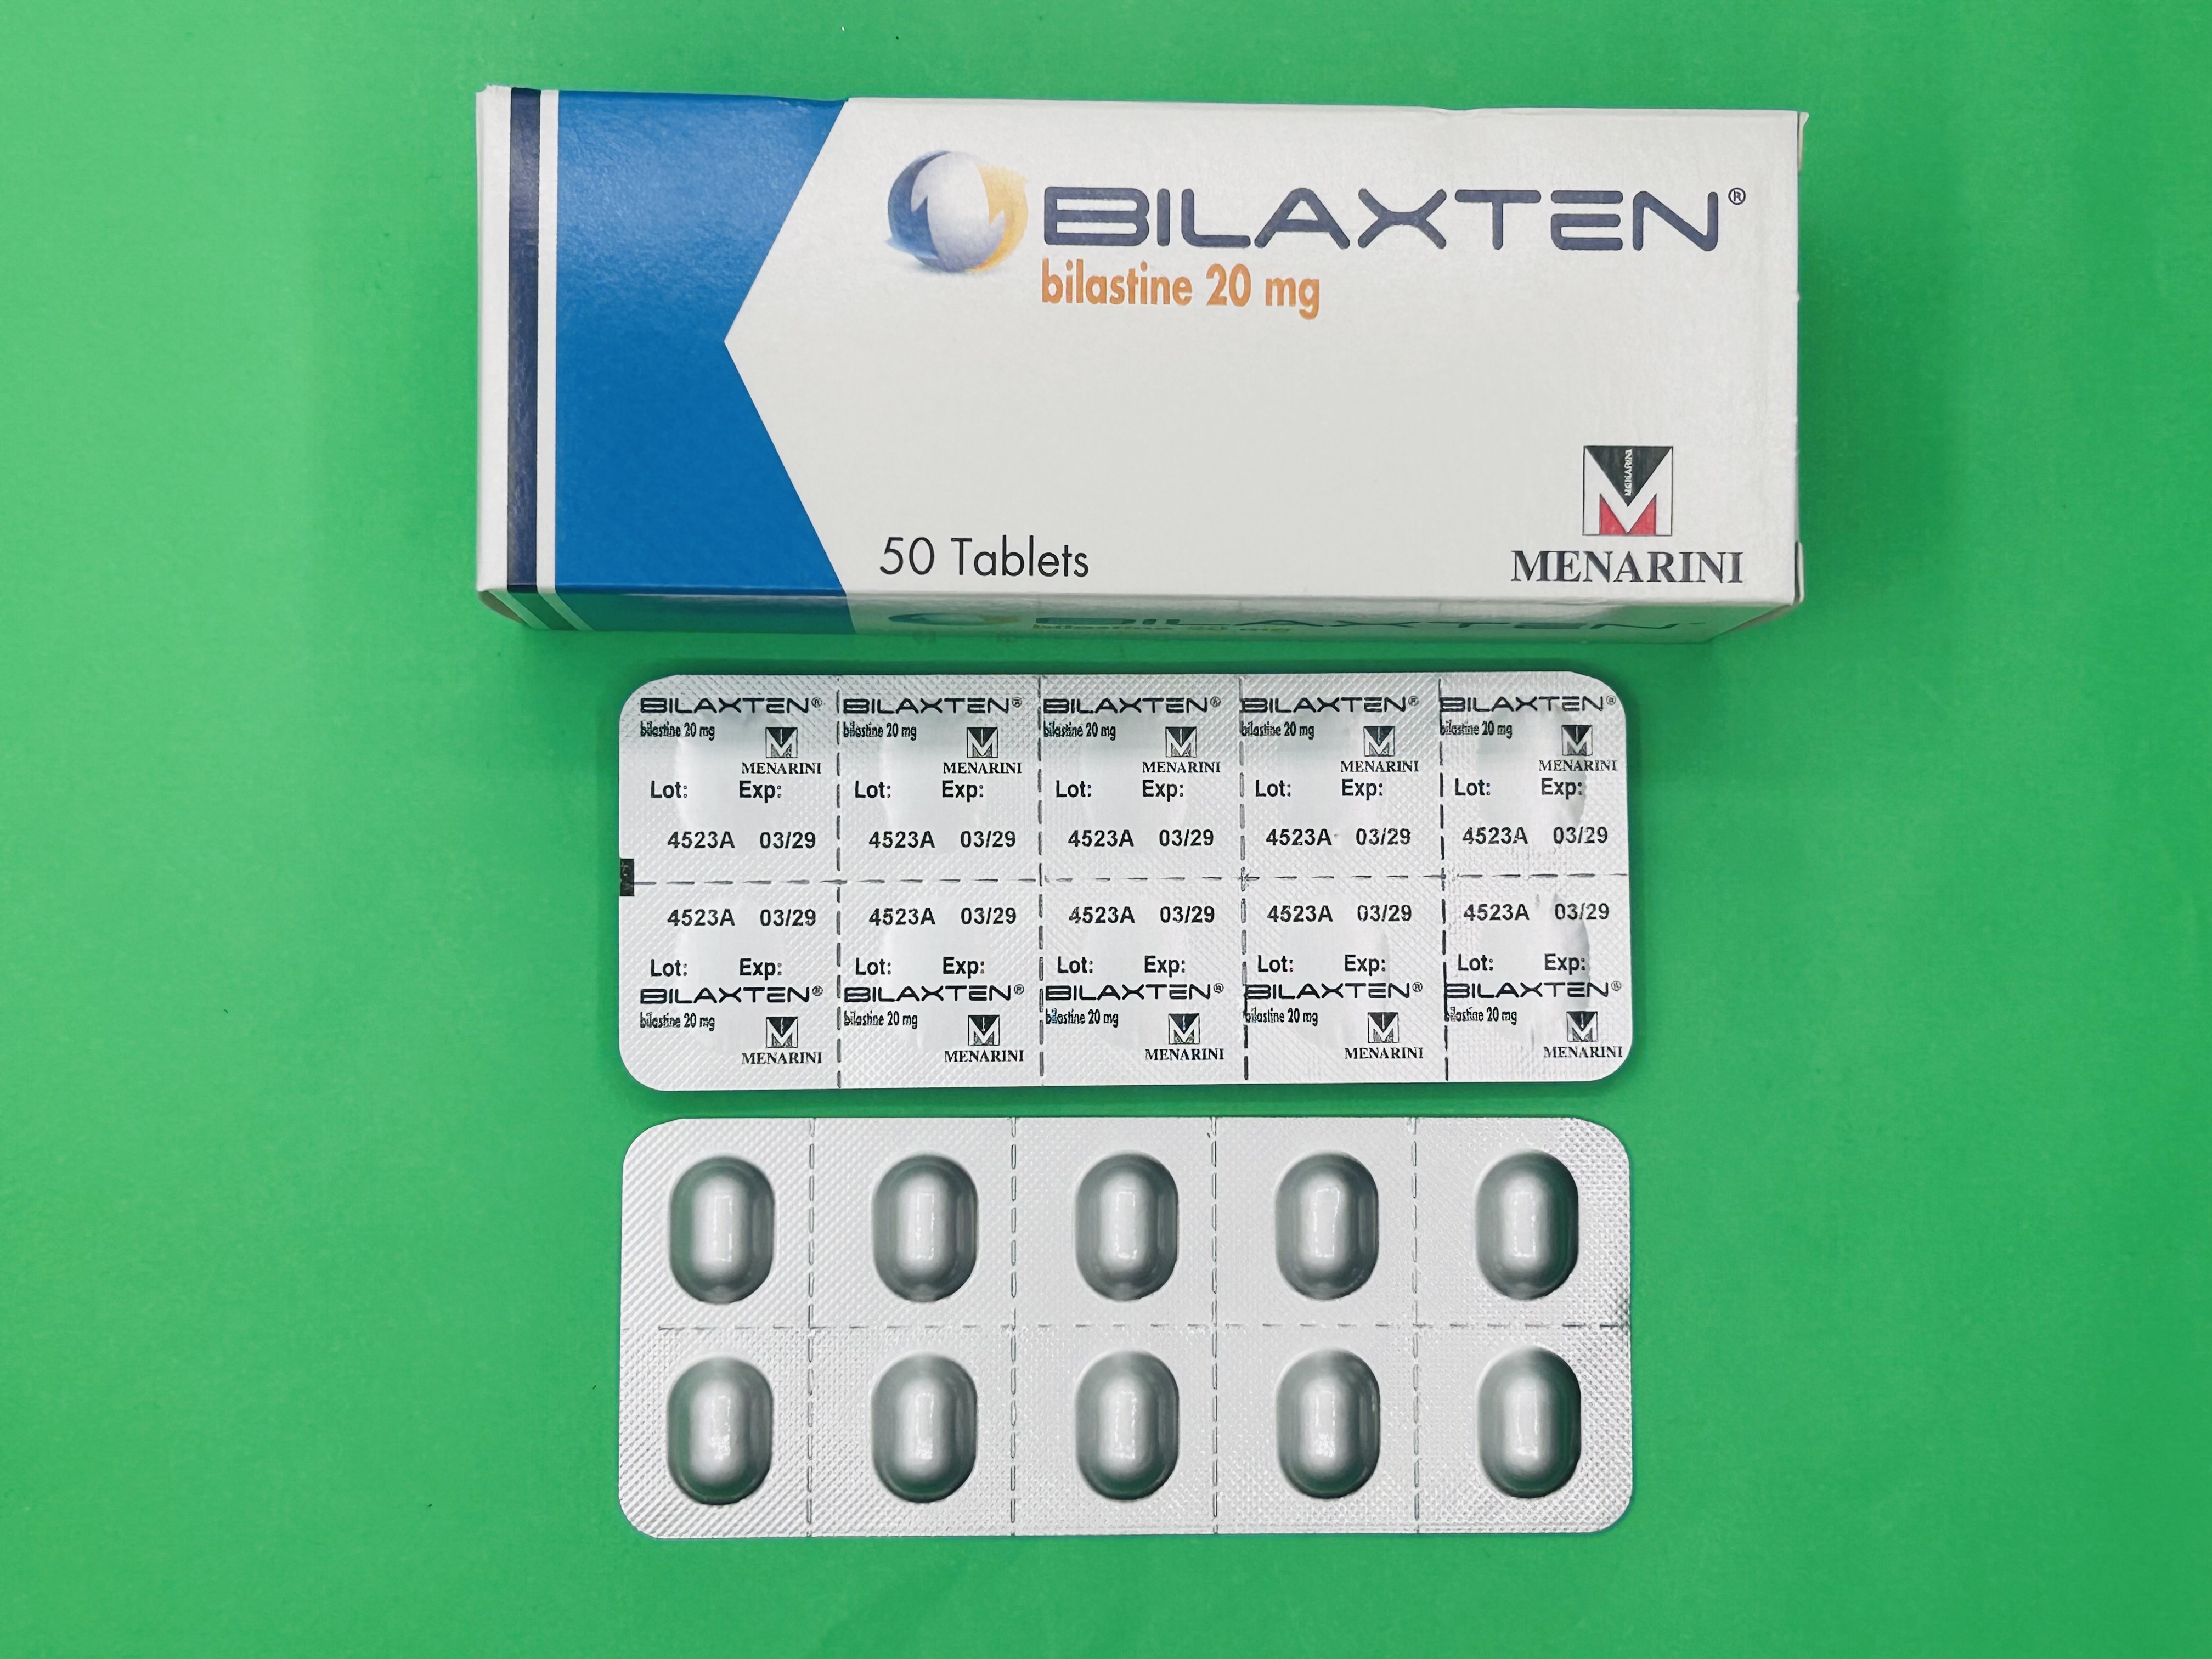 BILAXTEN®
bilastine 20 mg
MENARINI
50 Tablets
MENARINI
BILAXTEN
bilastine 20 mg
BILAXTEN® BILAXTEN® BILAXTEN® BILAXTEN® BILAXTEN®
bilastine 20 mg bilastine 20 mg bilastine 20 mg bilastine 20 mg bilastine 20 mg
MENARINI MENARINI MENARINI MENARINI MENARINI
Lot: Exp: Lot: Exp: Lot: Exp: Lot: Exp: Lot: Exp:
4523A 03/29 4523A 03/29 4523A 03/29 4523A 03/29 4523A 03/29
4523A 03/29 4523A 03/29 4523A 03/29 4523A 03/29 4523A 03/29
Lot: Exp: Lot: Exp: Lot: Exp: Lot: Exp: Lot: Exp:
BILAXTEN® BILAXTEN® BILAXTEN® BILAXTEN® BILAXTEN®
bilastine 20 mg bilastine 20 mg bilastine 20 mg bilastine 20 mg bilastine 20 mg
MENARINI MENARINI MENARINI MENARINI MENARINI